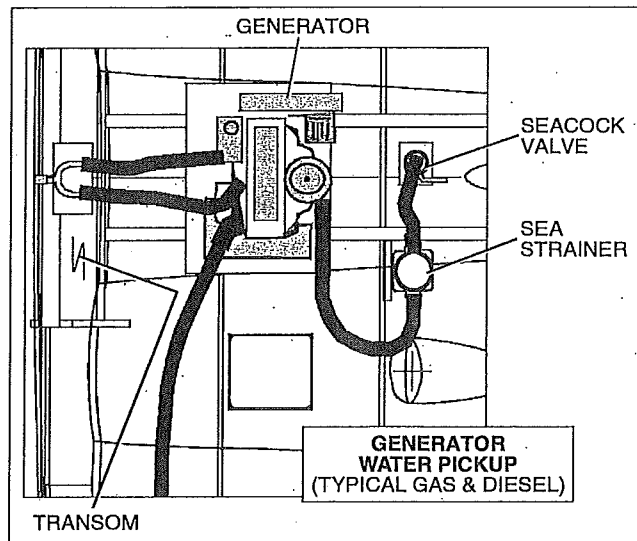 GENERATOR
SEACOCK
VALVE
SEA
STRAINER
GENERATOR
WATER PICKUP
(TYPICAL GAS & DIESEL)
TRANSOM